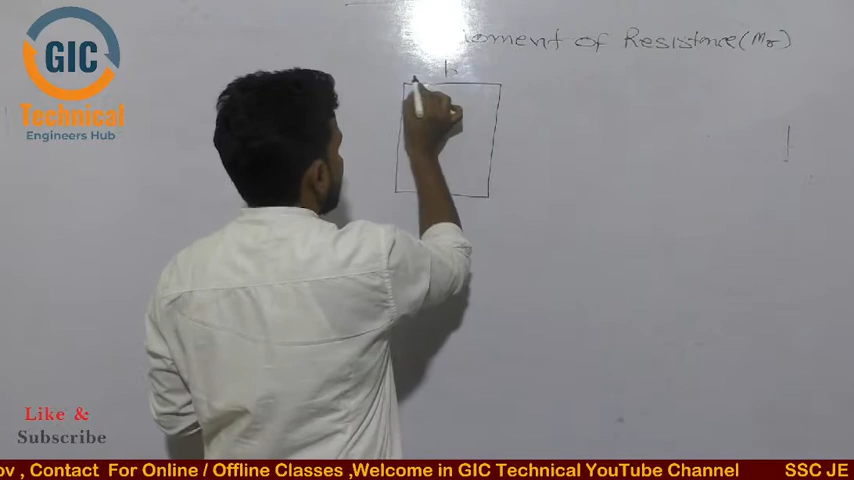 GIC
Technical
Engineers Hub
oment of Resistance (Mr)
b
Like &
Subscribe
ov , Contact For Online / Offline Classes ,Welcome in GIC Technical YouTube Channel SSC JE